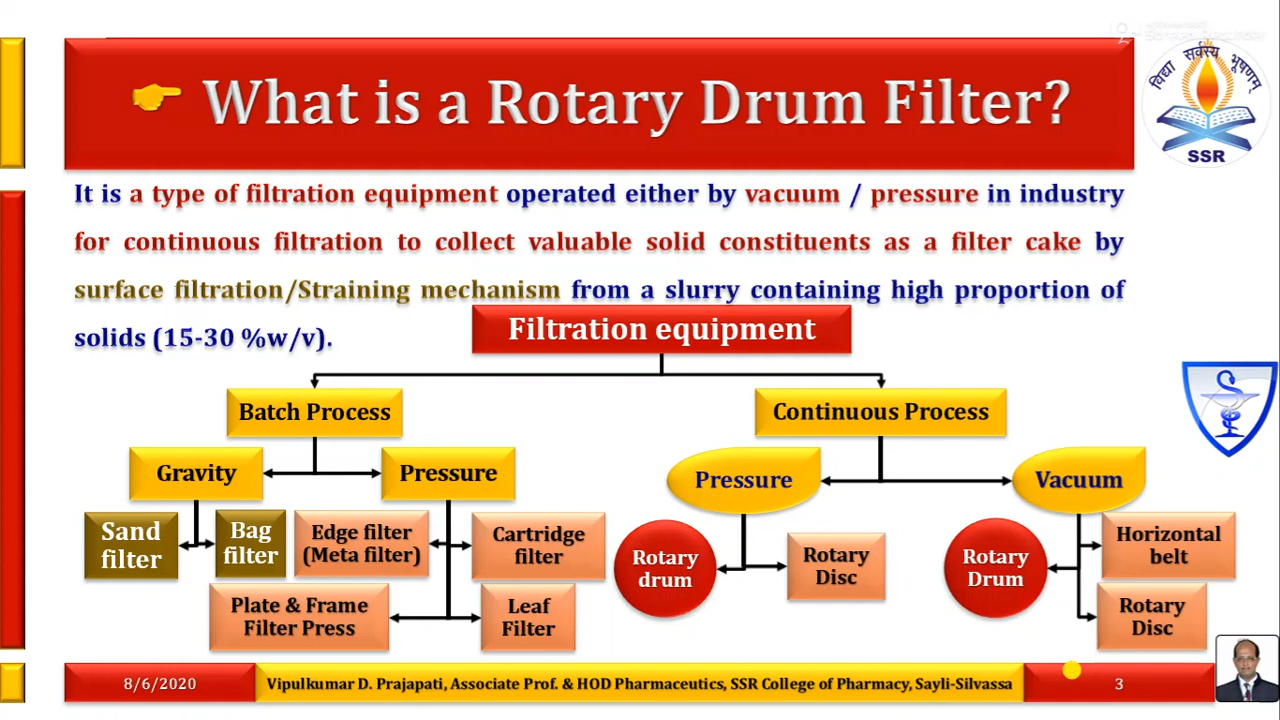 विद्या सर्वस्य भूषणम्
SSR
What is a Rotary Drum Filter?
It is a type of filtration equipment operated either by vacuum / pressure in industry
for continuous filtration to collect valuable solid constituents as a filter cake by
surface filtration/Straining mechanism from a slurry containing high proportion of
solids (15-30 %w/v).
Filtration equipment
Batch Process
Continuous Process
Gravity
Pressure
Pressure
Vacuum
Sand
filter
Bag
filter
Edge filter
(Meta filter)
Cartridge
filter
Plate & Frame
Filter Press
Leaf
Filter
Rotary
drum
Rotary
Disc
Rotary
Drum
Horizontal
belt
Rotary
Disc
8/6/2020
Vipulkumar D. Prajapati, Associate Prof. & HOD Pharmaceutics, SSR College of Pharmacy, Sayli-Silvassa
3